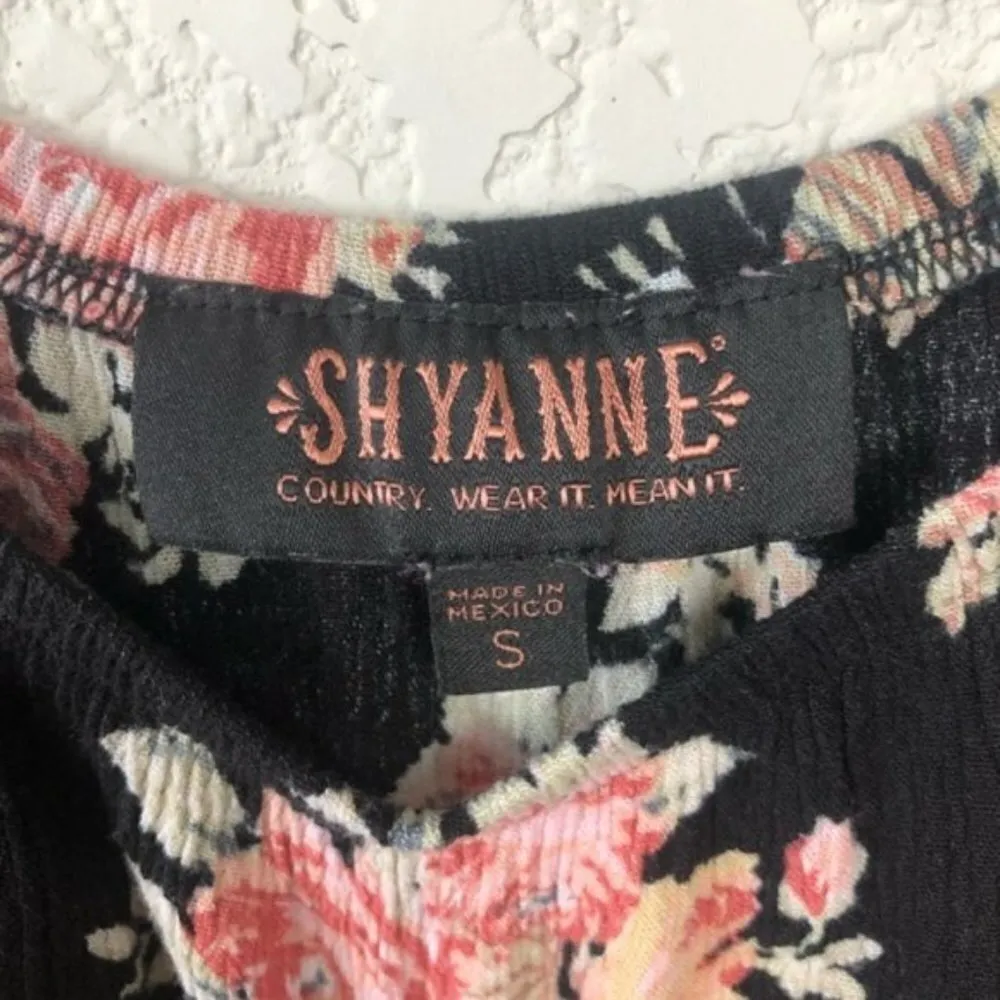 SHYANNE®
COUNTRY. WEAR IT. MEAN IT.
MADE IN
MEXICO
S